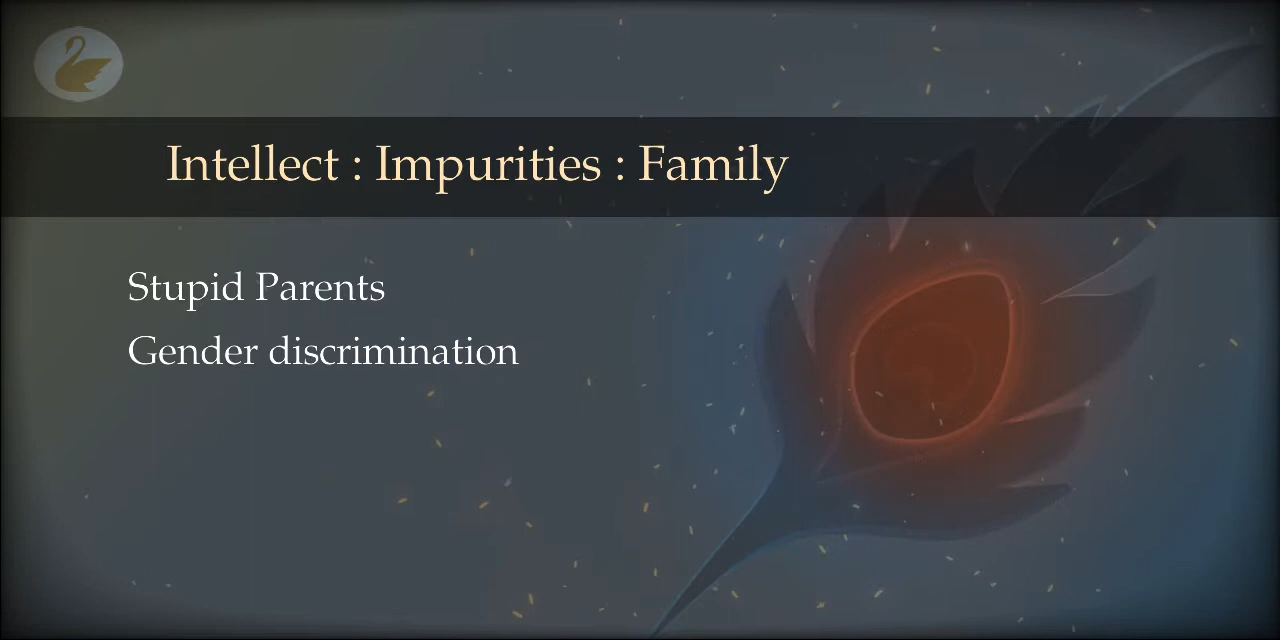 Intellect : Impurities : Family
Stupid Parents
Gender discrimination